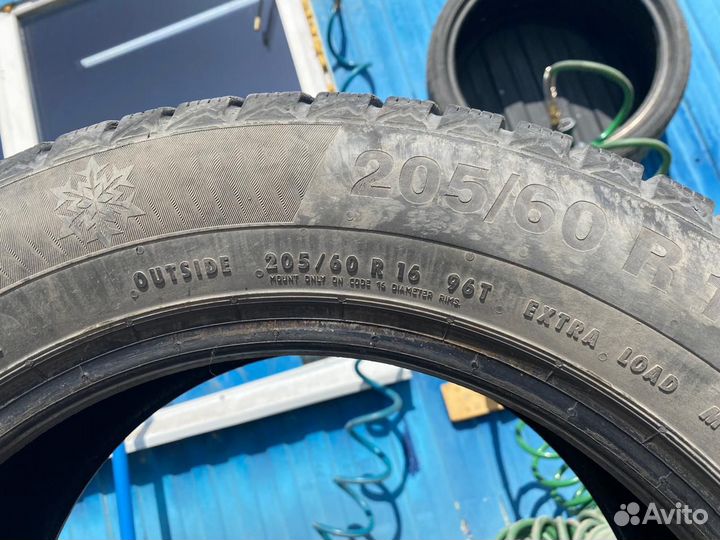 205/60 R
OUTSIDE 205/60 R 16 96T EXTRA LOAD
MOUNT ONLY ON CODE 16 DIAMETER RIMS.
Avito